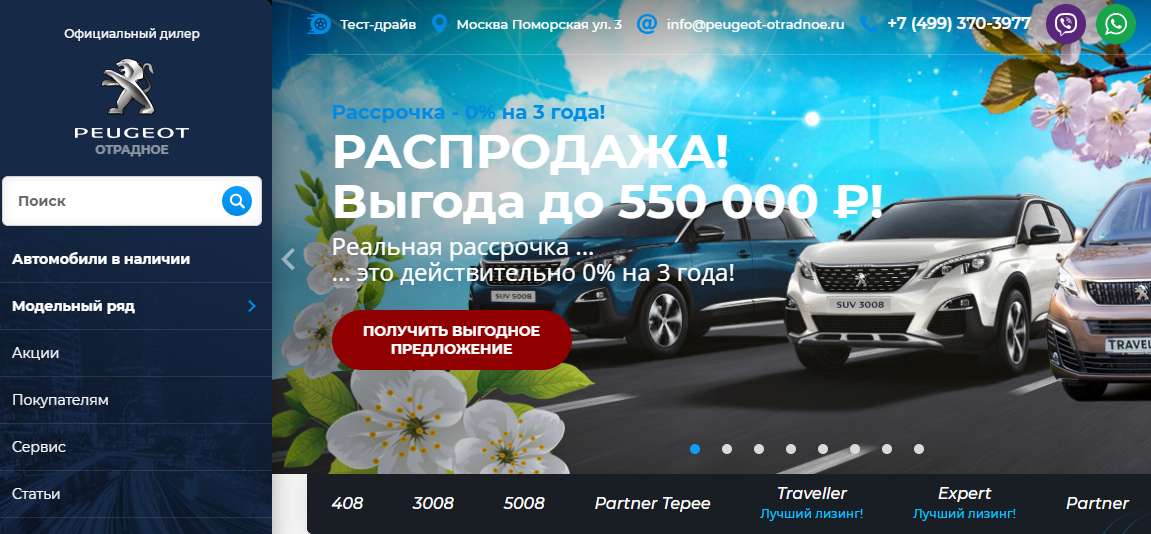 Официальный дилер
PEUGEOT
ОТРАДНОЕ
Поиск
Автомобили в наличии
Модельный ряд
Акции
Покупателям
Сервис
Статьи
Тест-драйв
Москва Поморская ул. 3
info@peugeot-otradnoe.ru
+7 (499) 370-3977
Рассрочка - 0% на 3 года!
РАСПРОДАЖА!
Выгода до 550 000 ₽!
Реальная рассрочка ...
... это действительно 0% на 3 года!
ПОЛУЧИТЬ ВЫГОДНОЕ
ПРЕДЛОЖЕНИЕ
SUV 5008
SUV 3008
TRAVEL
408
3008
5008
Partner Tepee
Traveller
Лучший лизинг!
Expert
Лучший лизинг!
Partner